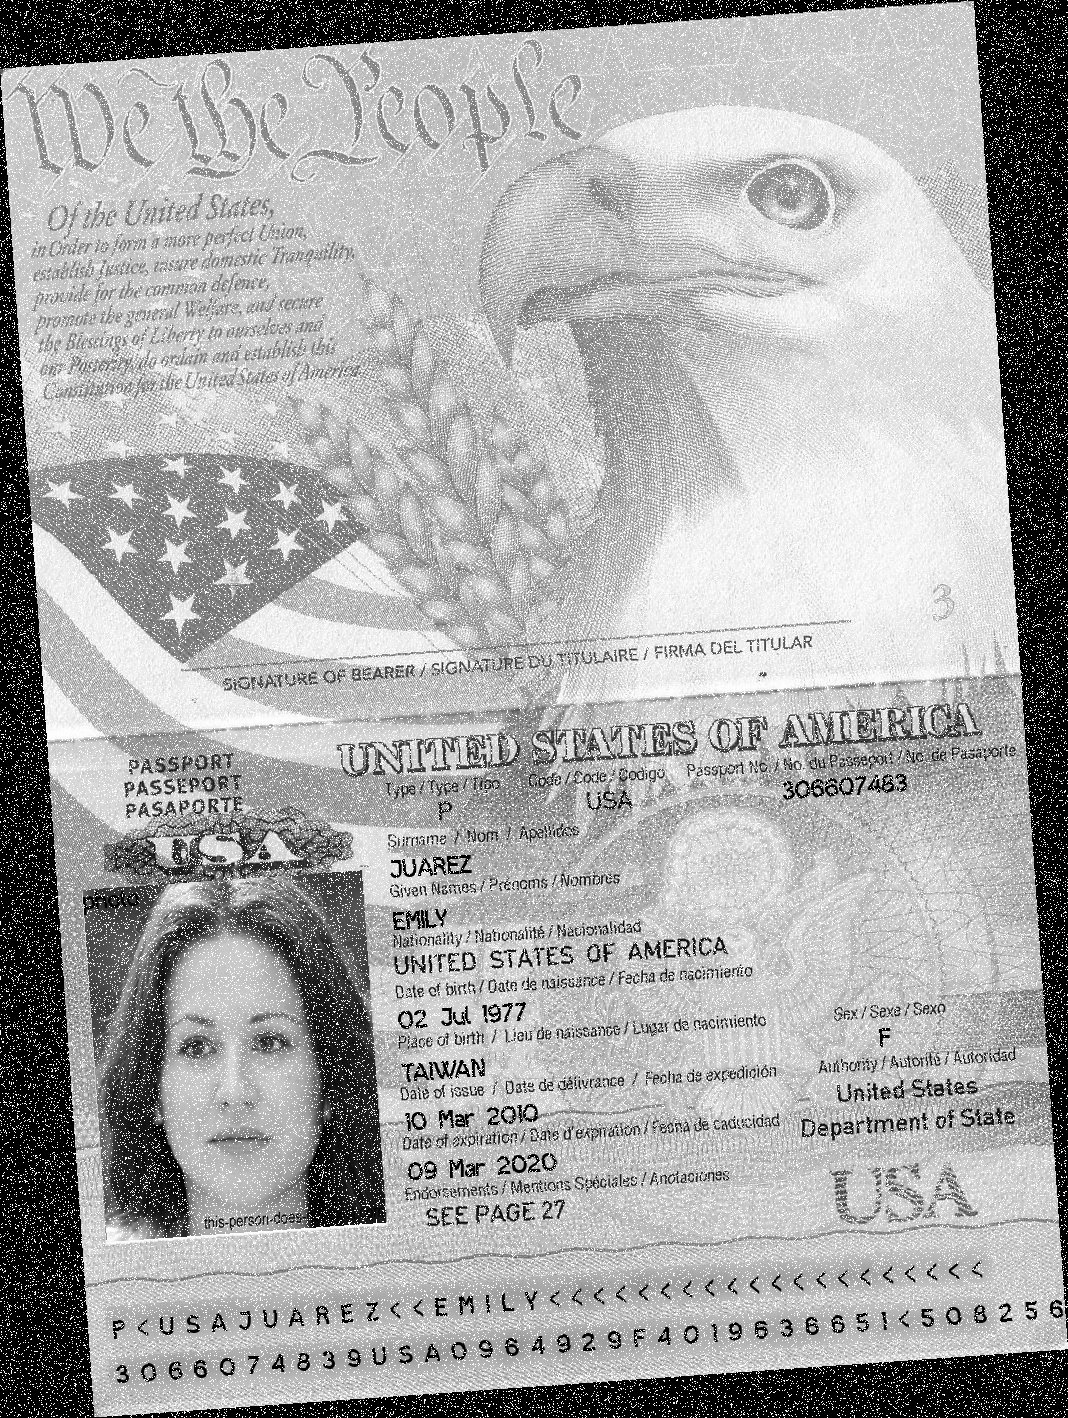 We the People
Of the United States,
in Order to form a more perfect Union,
establish Justice, insure domestic Tranquility,
provide for the common defence,
promote the general Welfare, and secure
the Blessings of Liberty to ourselves and
our Posterity, do ordain and establish this
Constitution for the United States of America.
3
SIGNATURE OF BEARER / SIGNATURE DU TITULAIRE / FIRMA DEL TITULAR
PASSPORT
PASSEPORT
PASAPORTE
USA
UNITED STATES OF AMERICA
Type / Type / Tipo Code / Code / Codigo Passport No. / No. du Passeport / No. de Pasaporte
P USA 306607483
Surname / Nom / Apellidos
JUAREZ
Given Names / Prénoms / Nombres
EMILY
Nationality / Nationalité / Nacionalidad
UNITED STATES OF AMERICA
Date of birth / Date de naissance / Fecha de nacimiento
02 Jul 1977
Place of birth / Lieu de naissance / Lugar de nacimiento
TAIWAN
Sex / Sexe / Sexo
F
Date of issue / Date de délivrance / Fecha de expedición
10 Mar 2010
Authority / Autorité / Autoridad
United States
Department of State
Date of expiration / Date d'expiration / Fecha de caducidad
09 Mar 2020
Endorsements / Mentions Spéciales / Anotaciones
SEE PAGE 27
USA
photo
this-person-does
P<USAJUAREZ<<EMILY<<<<<<<<<<<<<<<<<<<<
3066074839USA0964929F4019636651<508256